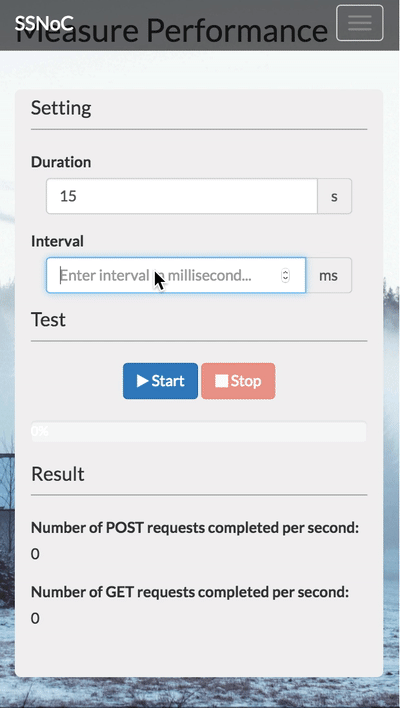 SSNoC
Measure Performance
Setting
Duration
15 s
Interval
Enter interval in millisecond... ms
Test
Start Stop
0%
Result
Number of POST requests completed per second:
0
Number of GET requests completed per second:
0